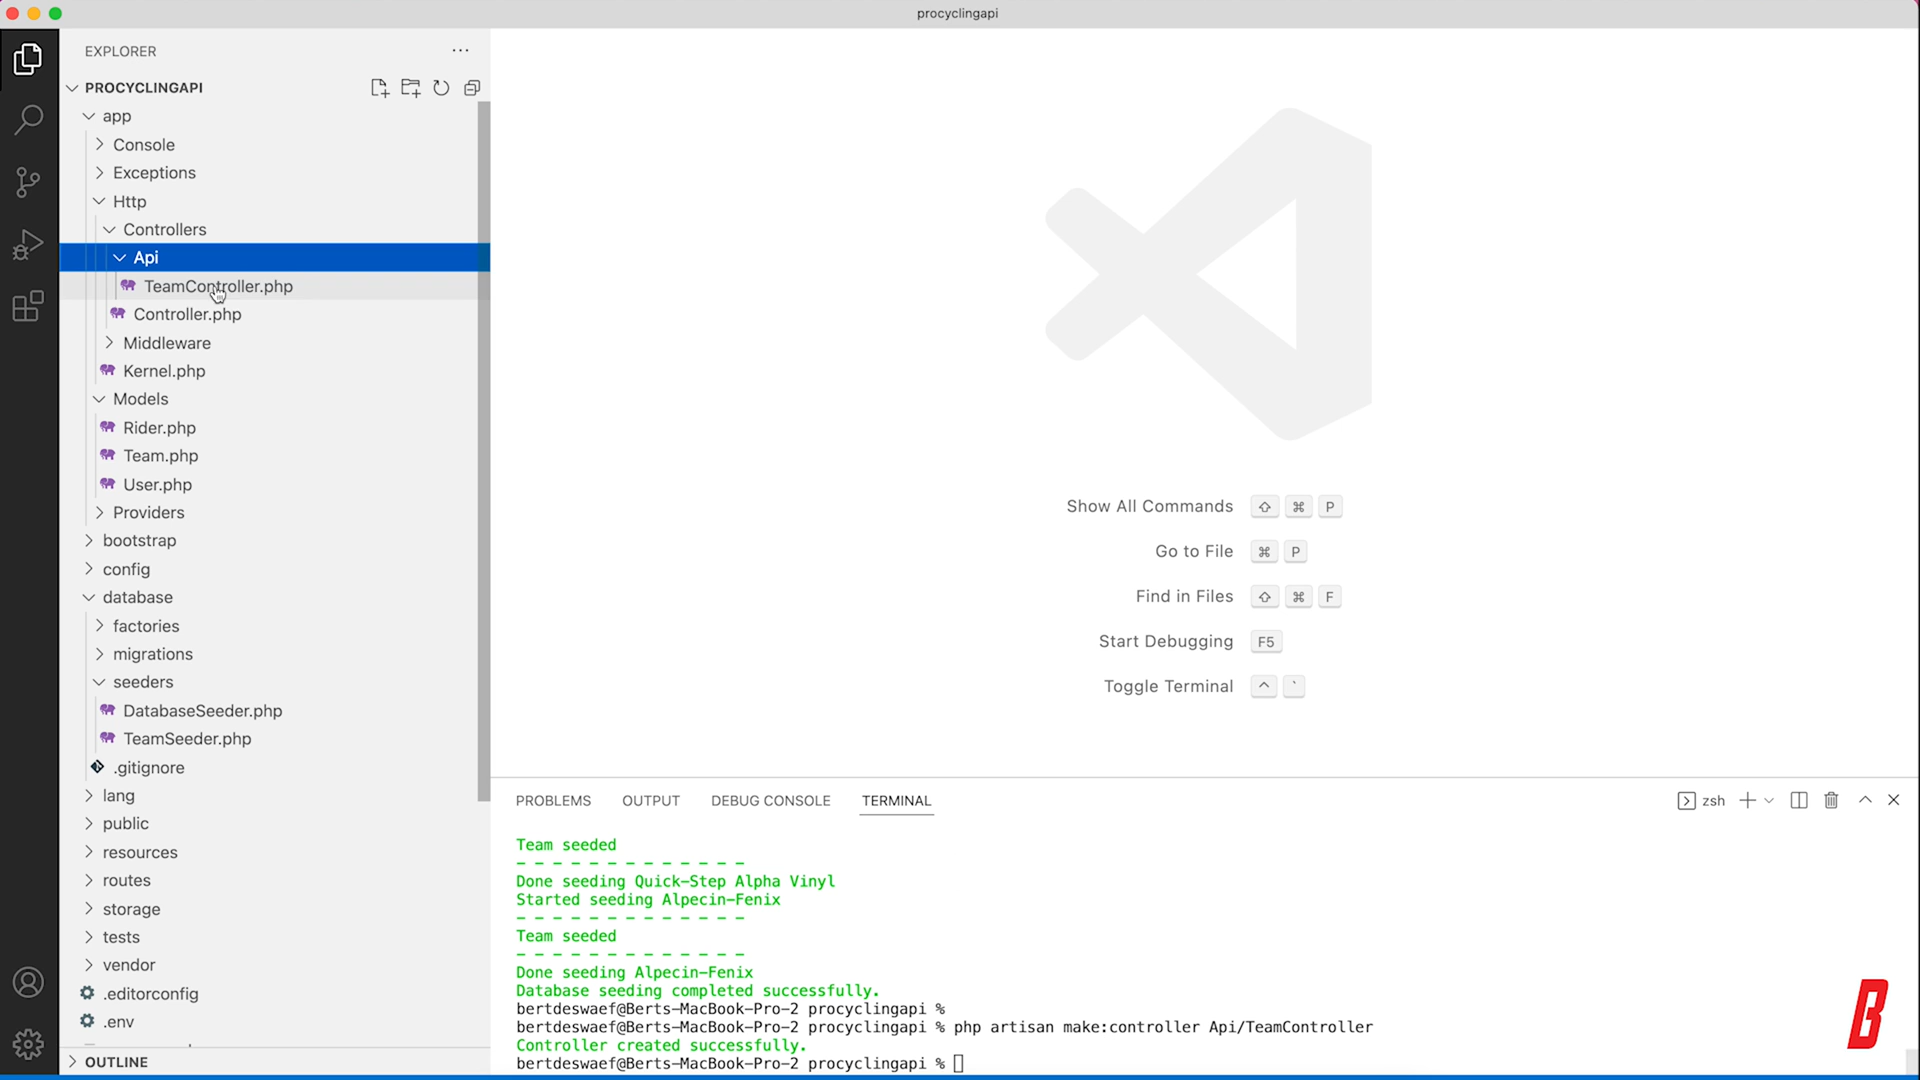 procyclingapi
EXPLORER
PROCYCLINGAPI
app
Console
Exceptions
Http
Controllers
Api
TeamController.php
Controller.php
Middleware
Kernel.php
Models
Rider.php
Team.php
User.php
Providers
bootstrap
config
database
factories
migrations
seeders
DatabaseSeeder.php
TeamSeeder.php
.gitignore
lang
public
resources
routes
storage
tests
vendor
.editorconfig
.env
OUTLINE
Show All Commands ⇧ ⌘ P
Go to File ⌘ P
Find in Files ⇧ ⌘ F
Start Debugging F5
Toggle Terminal ^ `
PROBLEMS OUTPUT DEBUG CONSOLE TERMINAL zsh
Team seeded
- - - - - - - - - - - - -
Done seeding Quick-Step Alpha Vinyl
Started seeding Alpecin-Fenix
- - - - - - - - - - - - -
Team seeded
- - - - - - - - - - - - -
Done seeding Alpecin-Fenix
Database seeding completed successfully.
bertdeswaef@Berts-MacBook-Pro-2 procyclingapi %
bertdeswaef@Berts-MacBook-Pro-2 procyclingapi % php artisan make:controller Api/TeamController
Controller created successfully.
bertdeswaef@Berts-MacBook-Pro-2 procyclingapi %
B